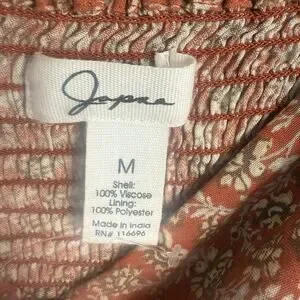 Japna
M
Shell:
100% Viscose
Lining:
100% Polyester
Made in India
RN# 116696